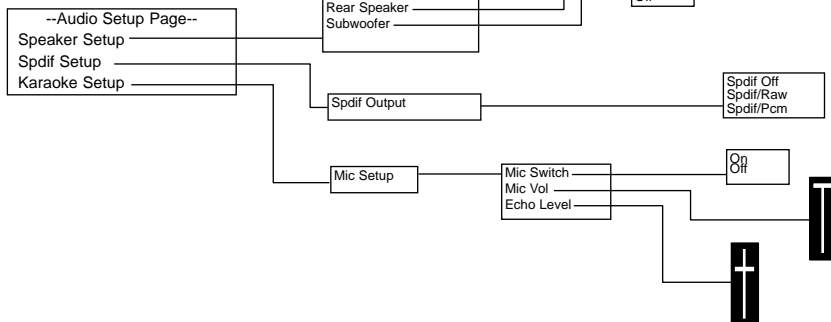 Rear Speaker
Subwoofer
--Audio Setup Page--
Speaker Setup
Spdif Setup
Karaoke Setup
Spdif Output
Spdif Off
Spdif/Raw
Spdif/Pcm
Mic Setup
Mic Switch
Mic Vol
Echo Level
On
Off